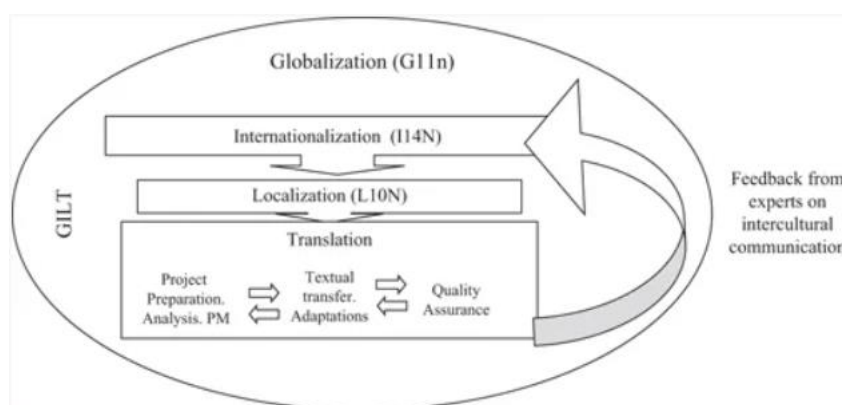 Globalization (G11n)
Internationalization (I14N)
Localization (L10N)
GILT
Translation
Project
Preparation.
Analysis. PM
Textual
transfer.
Adaptations
Quality
Assurance
Feedback from
experts on
intercultural
communication